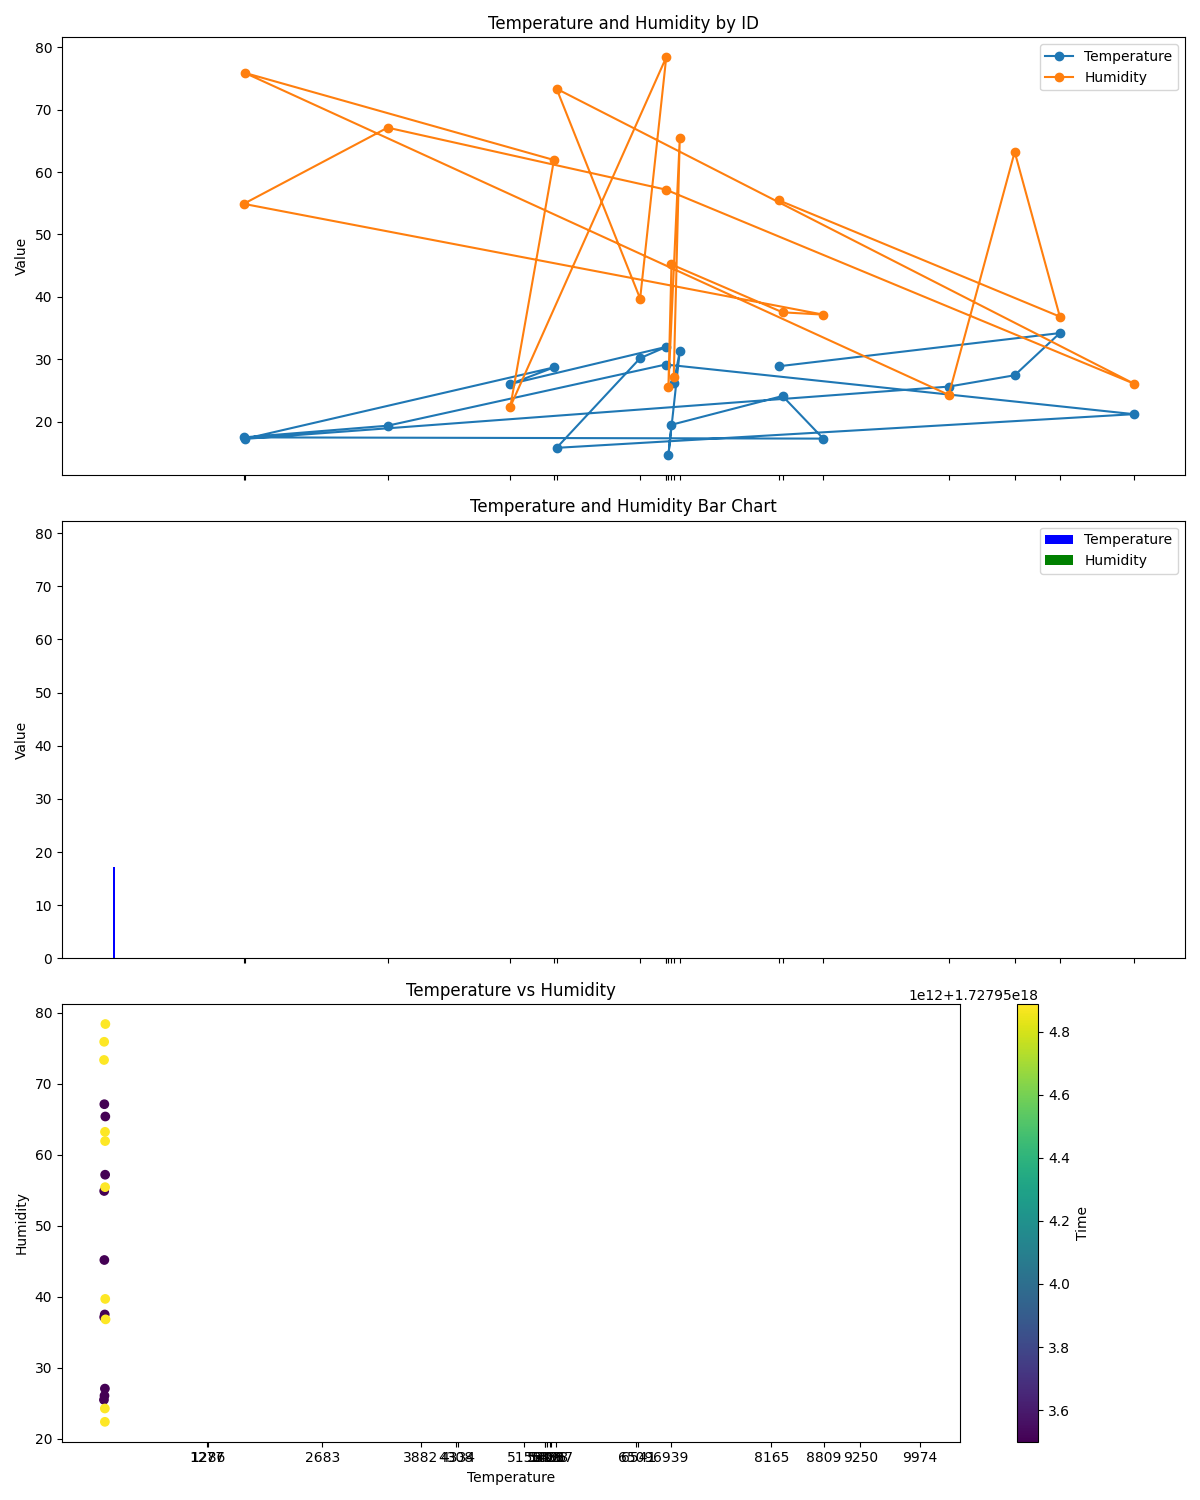 Temperature and Humidity by ID
80
70
60
50
40
30
20
Value
Temperature
Humidity
Temperature and Humidity Bar Chart
80
70
60
50
40
30
20
10
0
Value
Temperature
Humidity
Temperature vs Humidity
80
70
60
50
40
30
20
Humidity
2683
3882
6939
8165
8809
9250
9974
Temperature
1e12+1.72795e18
4.8
4.6
4.4
4.2
4.0
3.8
3.6
Time